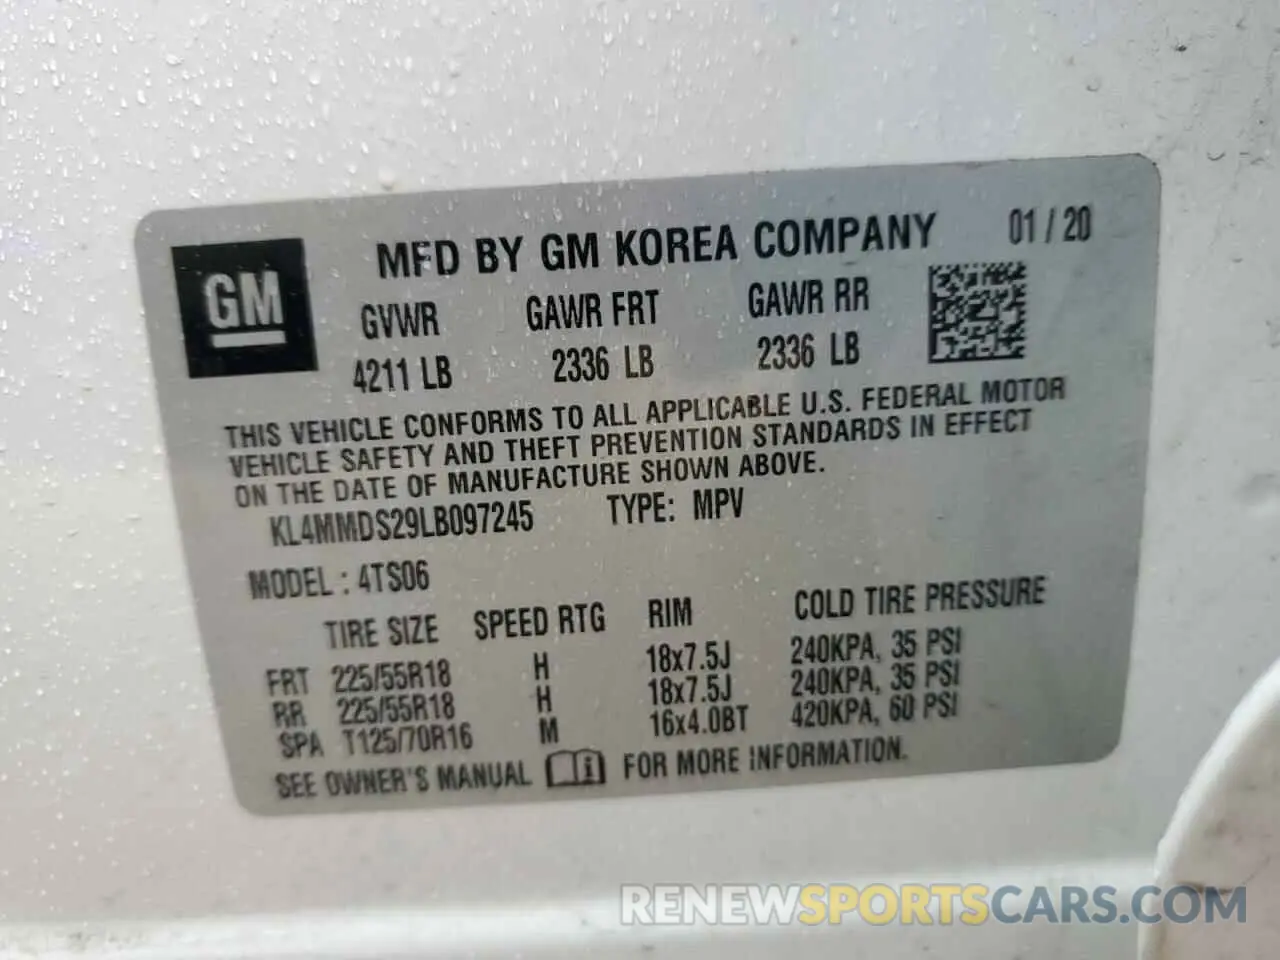 GM
MFD BY GM KOREA COMPANY 01/20
GVWR GAWR FRT GAWR RR
4211 LB 2336 LB 2336 LB
THIS VEHICLE CONFORMS TO ALL APPLICABLE U.S. FEDERAL MOTOR
VEHICLE SAFETY AND THEFT PREVENTION STANDARDS IN EFFECT
ON THE DATE OF MANUFACTURE SHOWN ABOVE.
KL4MMDS29LB097245 TYPE: MPV
MODEL: 4TS06
TIRE SIZE SPEED RTG RIM COLD TIRE PRESSURE
FRT 225/55R18 H 18x7.5J 240KPA, 35 PSI
RR 225/55R18 H 18x7.5J 240KPA, 35 PSI
SPA T125/70R16 M 16x4.0BT 420KPA, 60 PSI
SEE OWNER'S MANUAL i FOR MORE INFORMATION.
RENEWSPORTSCARS.COM